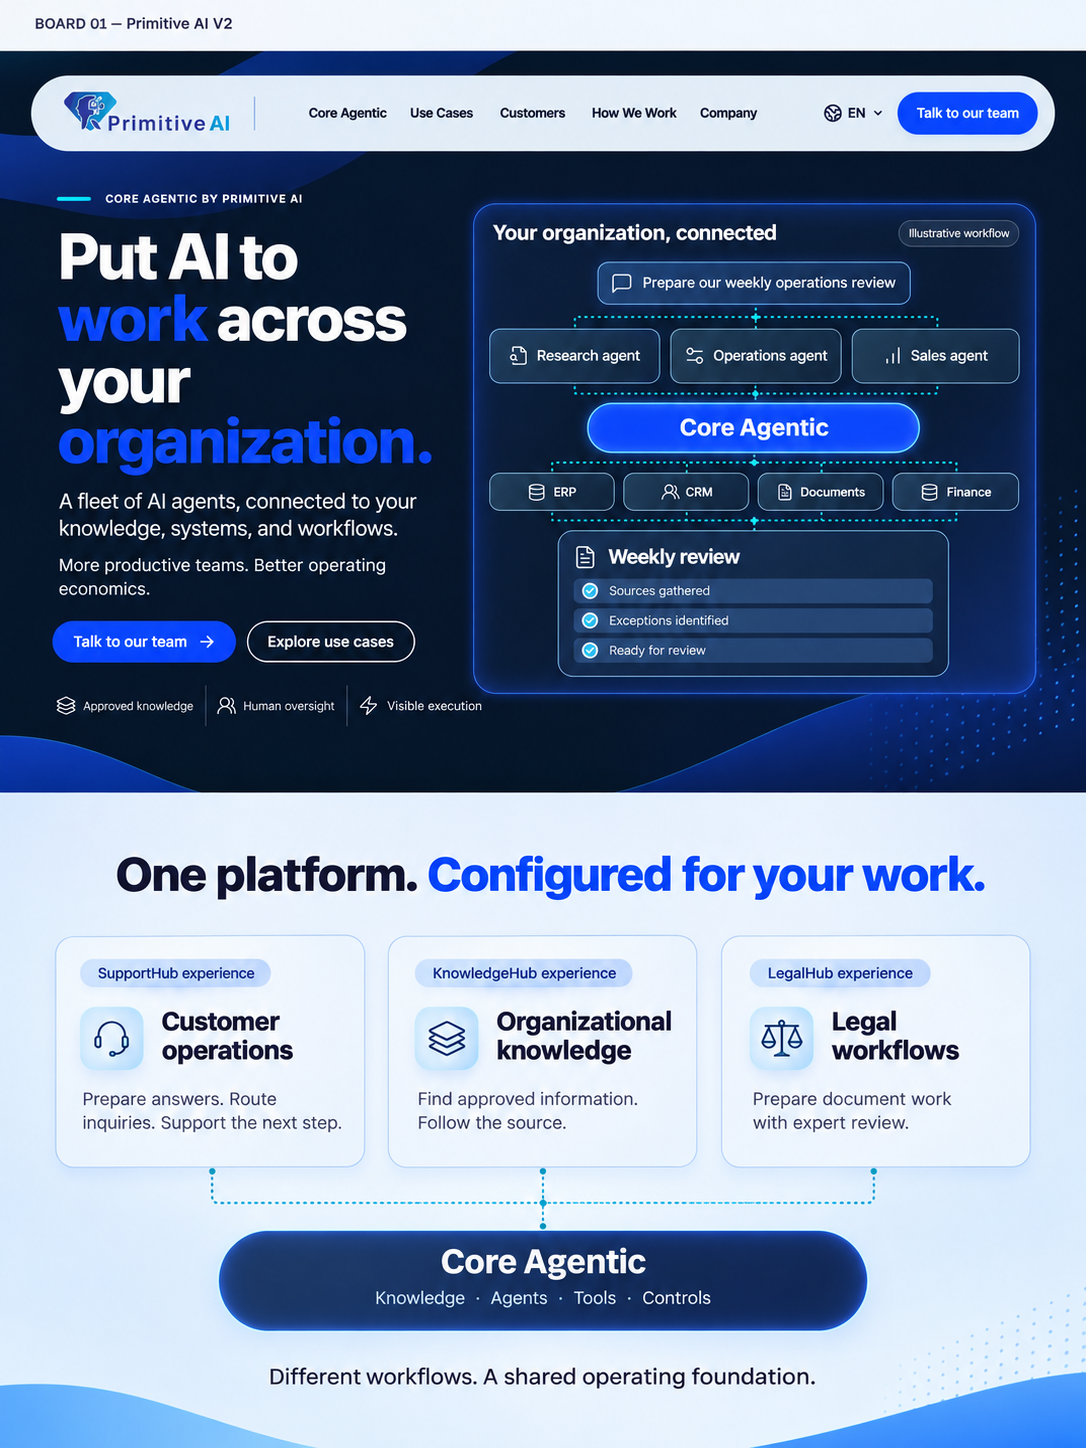 BOARD 01 — Primitive AI V2
Primitive AI
Core Agentic
Use Cases
Customers
How We Work
Company
EN
Talk to our team
CORE AGENTIC BY PRIMITIVE AI
Put AI to
work across
your
organization.
A fleet of AI agents, connected to your
knowledge, systems, and workflows.
More productive teams. Better operating
economics.
Talk to our team
Explore use cases
Approved knowledge
Human oversight
Visible execution
Your organization, connected
Illustrative workflow
Prepare our weekly operations review
Research agent
Operations agent
Sales agent
Core Agentic
ERP
CRM
Documents
Finance
Weekly review
Sources gathered
Exceptions identified
Ready for review
One platform. Configured for your work.
SupportHub experience
Customer
operations
Prepare answers. Route
inquiries. Support the next step.
KnowledgeHub experience
Organizational
knowledge
Find approved information.
Follow the source.
LegalHub experience
Legal
workflows
Prepare document work
with expert review.
Core Agentic
Knowledge · Agents · Tools · Controls
Different workflows. A shared operating foundation.